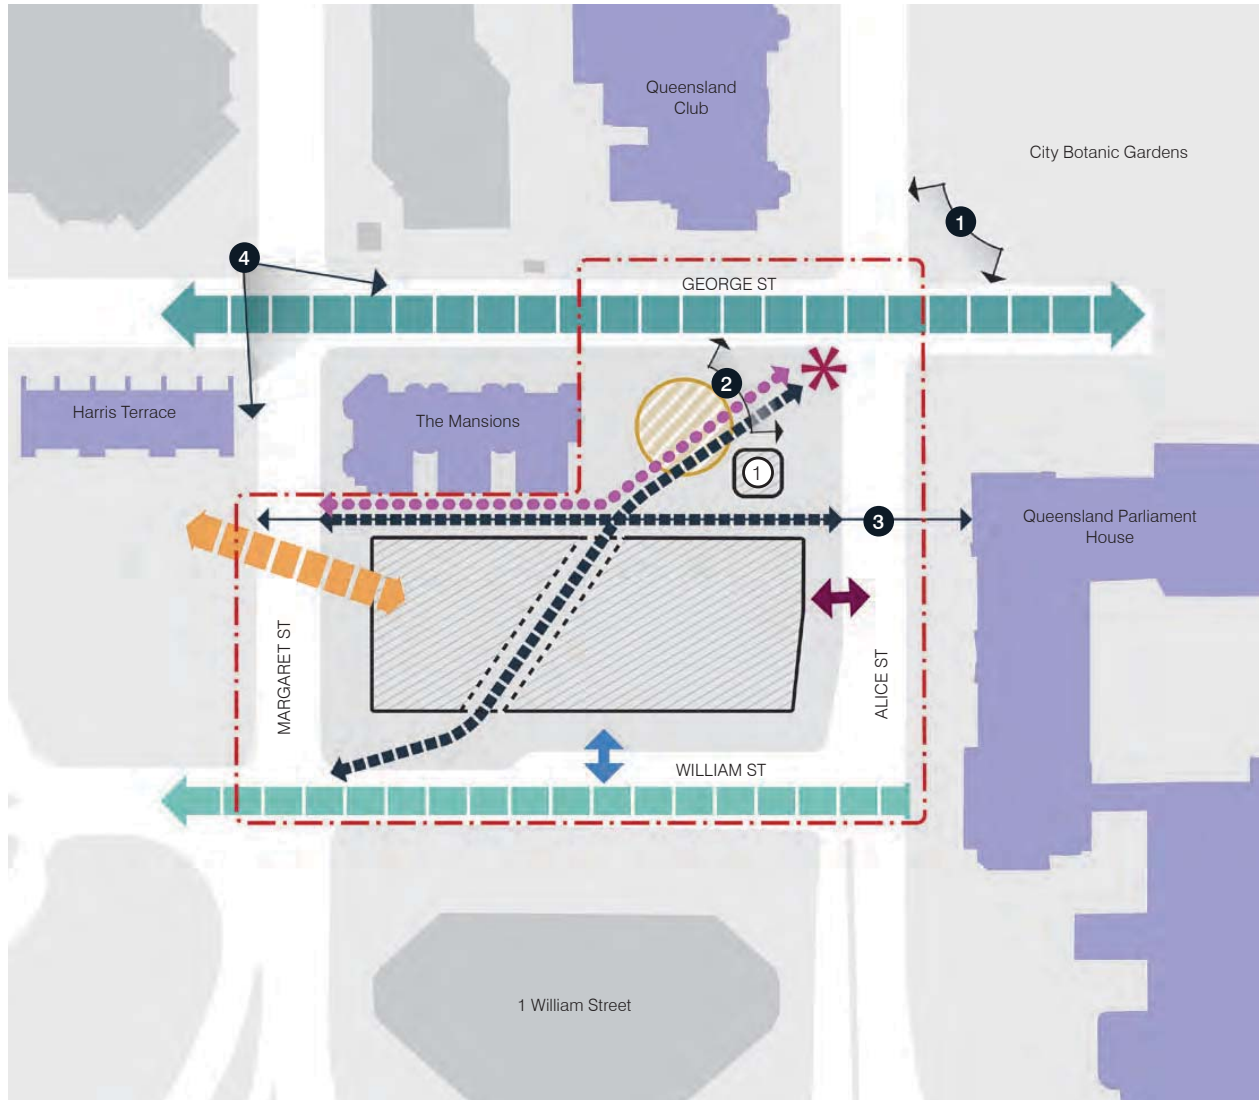 Queensland
Club
City Botanic Gardens
1
4
GEORGE ST
2
Harris Terrace
The Mansions
1
3
Queensland Parliament
House
MARGARET ST
ALICE ST
WILLIAM ST
1 William Street